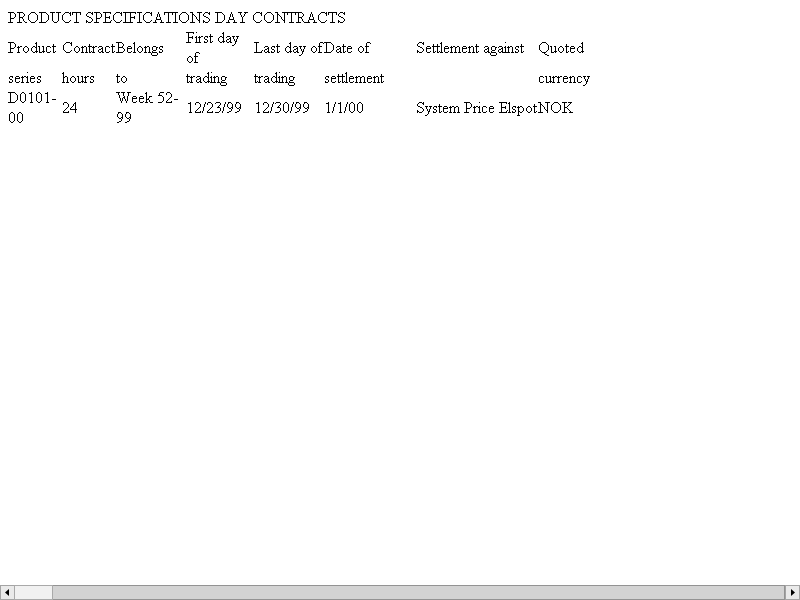 PRODUCT SPECIFICATIONS DAY CONTRACTS
Product Contract Belongs First day of Last day of Date of Settlement against Quoted
series hours to trading trading settlement currency
D0101-00 24 Week 52-99 12/23/99 12/30/99 1/1/00 System Price Elspot NOK